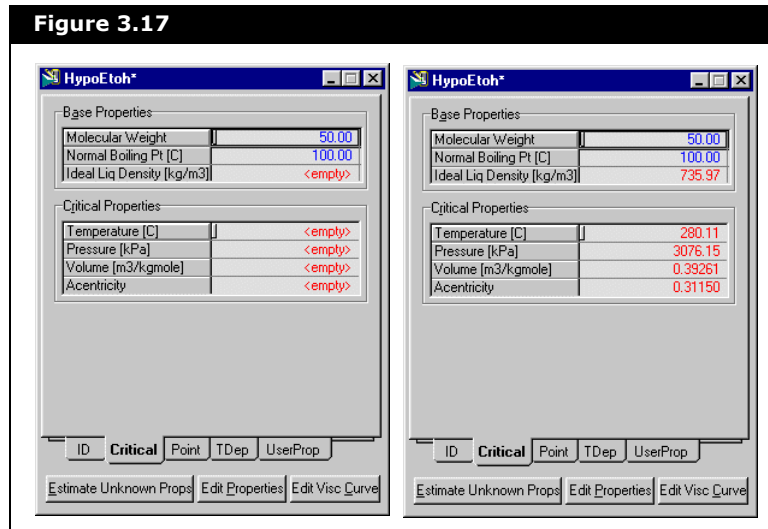 Figure 3.17
HypoEtoh*
Base Properties
Molecular Weight 50.00
Normal Boiling Pt [C] 100.00
Ideal Liq Density [kg/m3] <empty>
Critical Properties
Temperature [C] <empty>
Pressure [kPa] <empty>
Volume [m3/kgmole] <empty>
Acentricity <empty>
ID Critical Point TDep UserProp
Estimate Unknown Props Edit Properties Edit Visc Curve
HypoEtoh*
Base Properties
Molecular Weight 50.00
Normal Boiling Pt [C] 100.00
Ideal Liq Density [kg/m3] 735.97
Critical Properties
Temperature [C] 280.11
Pressure [kPa] 3076.15
Volume [m3/kgmole] 0.39261
Acentricity 0.31150
ID Critical Point TDep UserProp
Estimate Unknown Props Edit Properties Edit Visc Curve